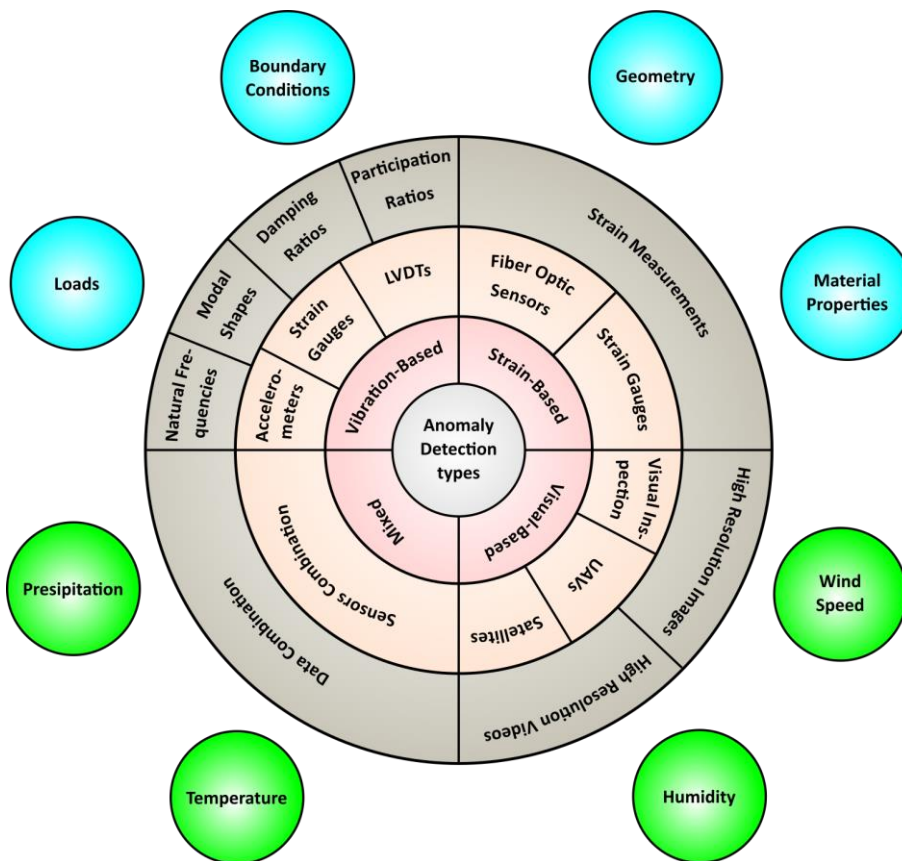 Boundary
Conditions
Geometry
Participation
Ratios
Damping
Ratios
Strain Measurements
Modal
Shapes
LVDTs
Fiber Optic
Sensors
Loads
Material
Properties
Strain
Gauges
Strain Gauges
Natural Fre-
quencies
Accelero-
meters
Vibration-Based
Strain-Based
Anomaly
Detection
types
Mixed
Visual-Based
Visual Ins-
pection
High Resolution Images
Sensors Combination
UAVs
Satellites
Data Combination
High Resolution Videos
Presipitation
Wind
Speed
Temperature
Humidity